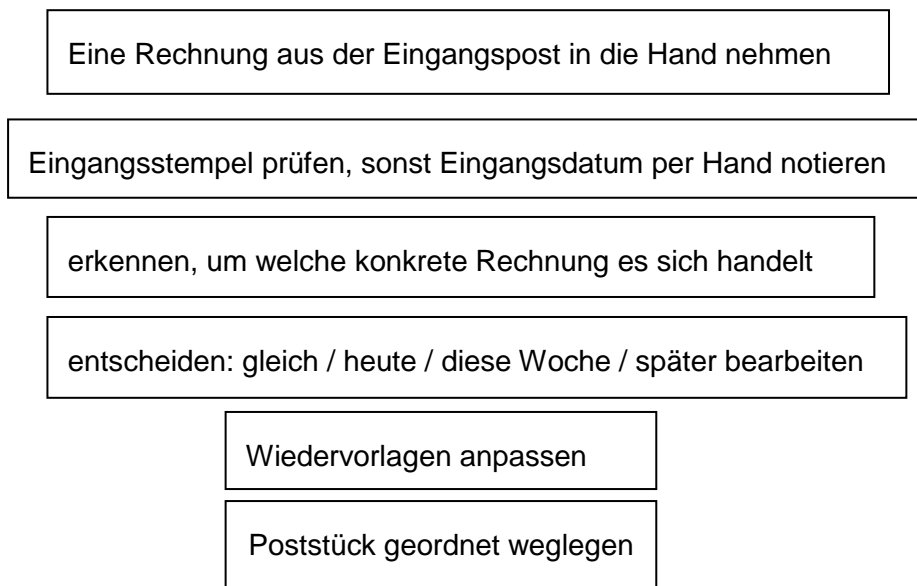 Eine Rechnung aus der Eingangspost in die Hand nehmen
Eingangsstempel prüfen, sonst Eingangsdatum per Hand notieren
erkennen, um welche konkrete Rechnung es sich handelt
entscheiden: gleich / heute / diese Woche / später bearbeiten
Wiedervorlagen anpassen
Poststück geordnet weglegen